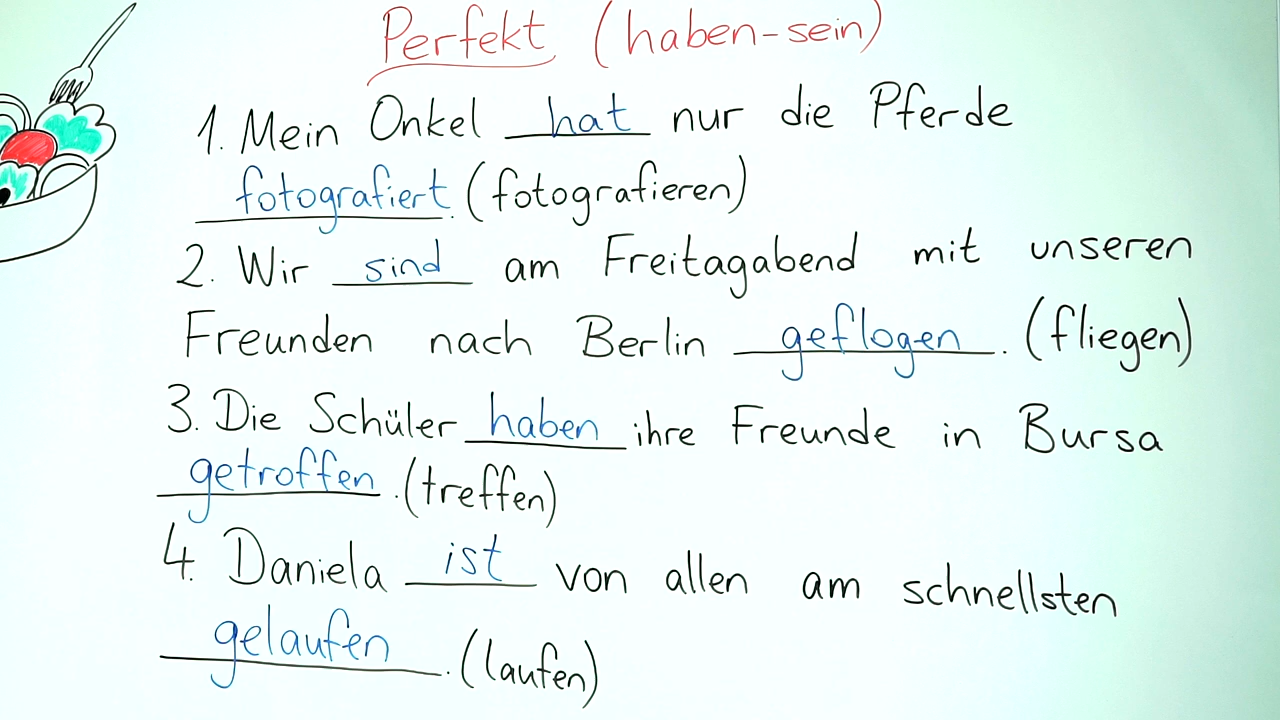 Perfekt (haben-sein)
1. Mein Onkel hat nur die Pferde
fotografiert. (fotografieren)
2. Wir sind am Freitagabend mit unseren
Freunden nach Berlin geflogen. (fliegen)
3. Die Schüler haben ihre Freunde in Bursa
getroffen. (treffen)
4. Daniela ist von allen am schnellsten
gelaufen. (laufen)